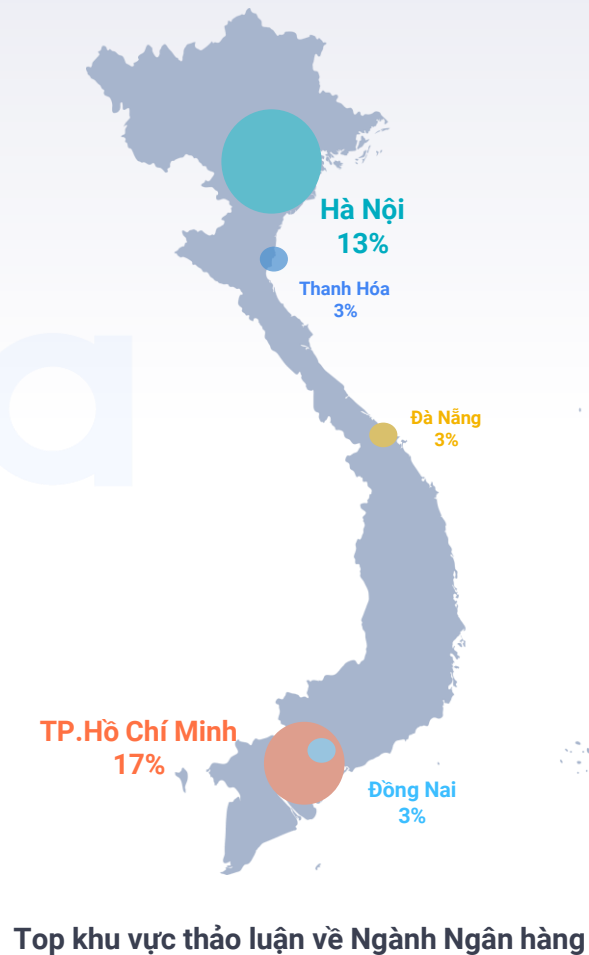 Hà Nội
13%
Thanh Hóa
3%
Đà Nẵng
3%
TP.Hồ Chí Minh
17%
Đồng Nai
3%
Top khu vực thảo luận về Ngành Ngân hàng